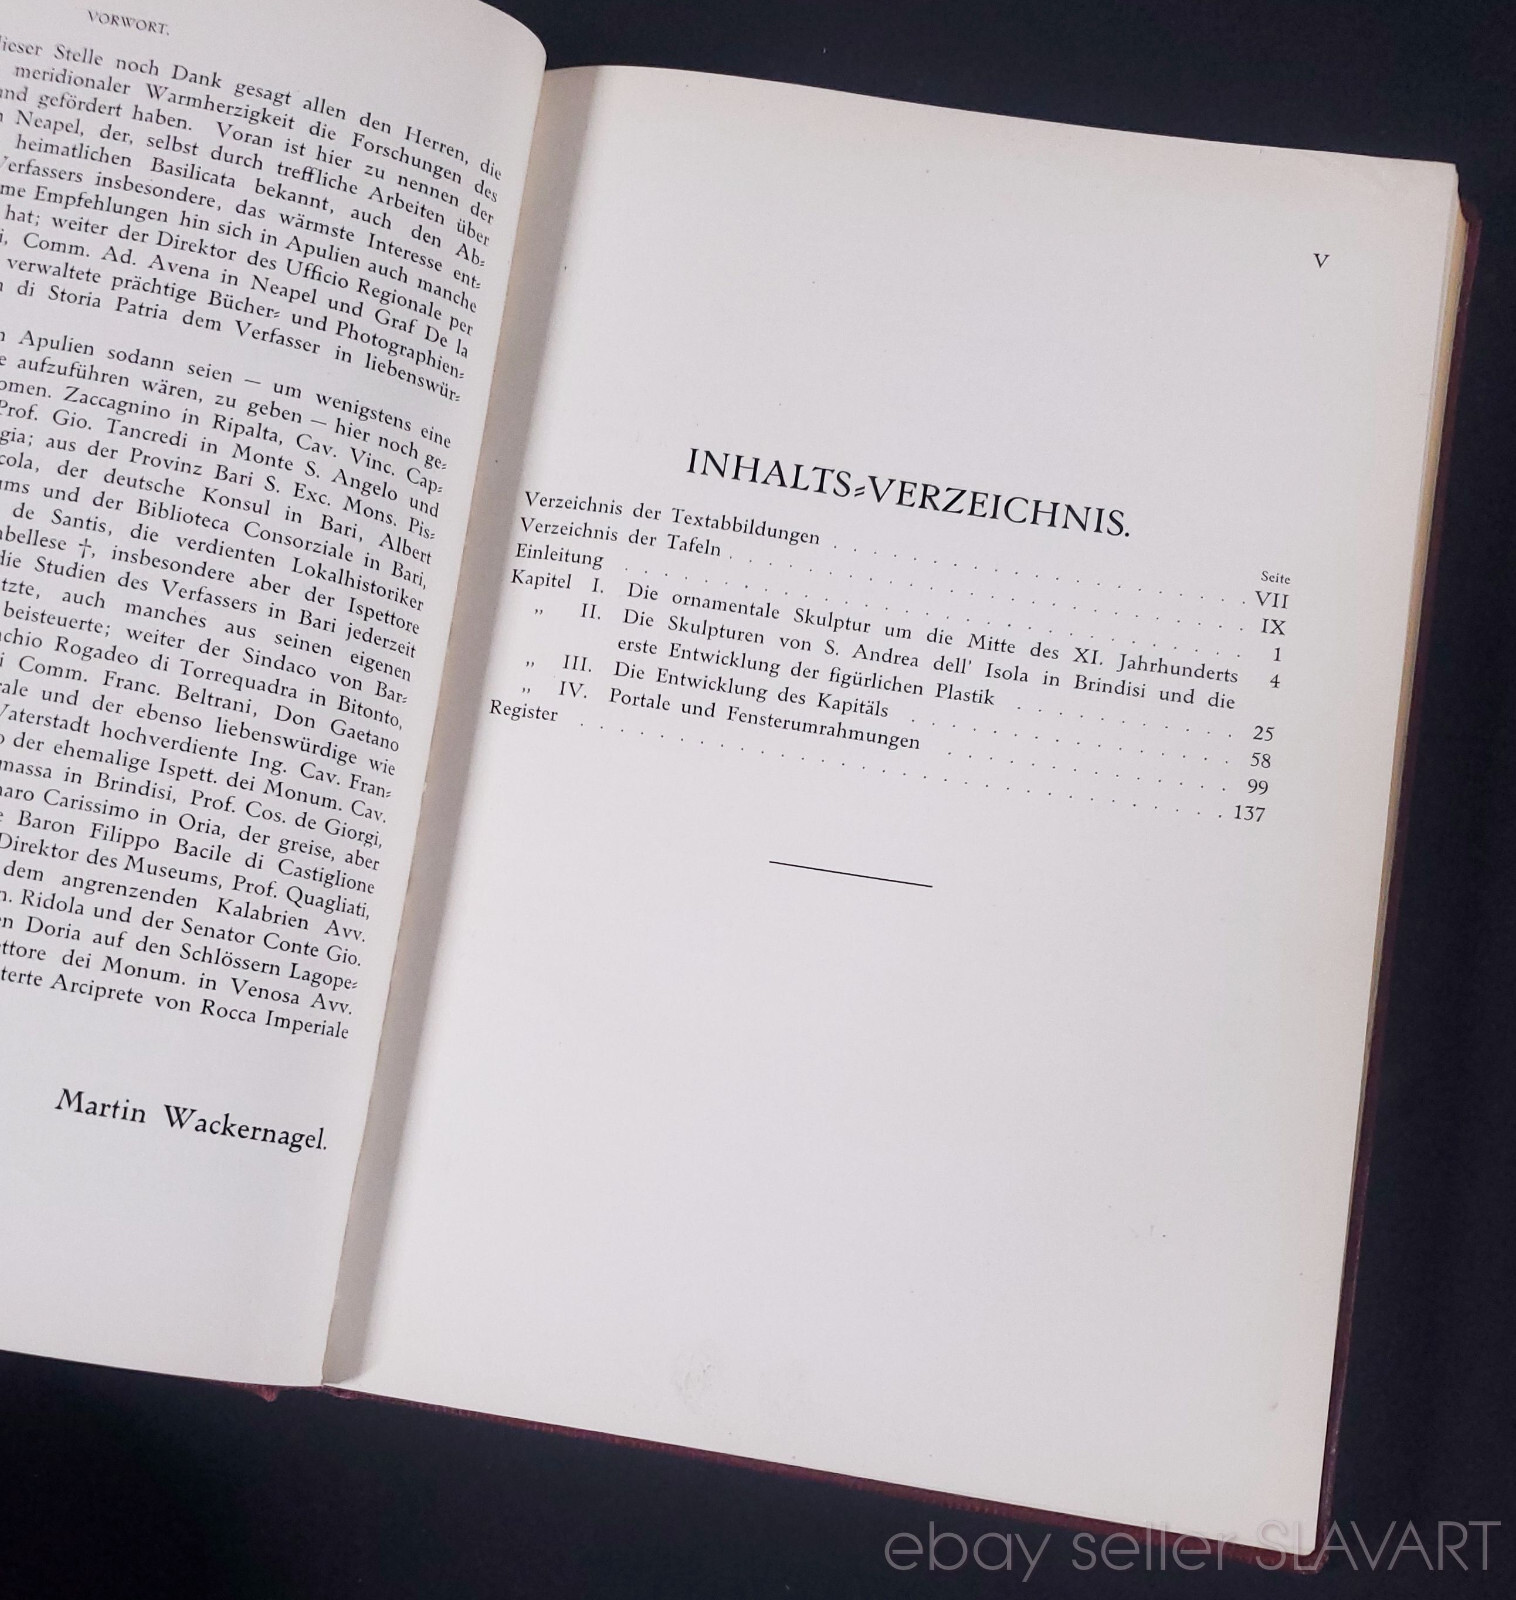 VORWORT.
dieser Stelle noch Dank gesagt allen den Herren, die
meridionaler Warmherzigkeit die Forschungen des
und gefördert haben. Voran ist hier zu nennen der
Neapel, der, selbst durch treffliche Arbeiten über
heimatlichen Basilicata bekannt, auch den Ab⸗
Verfassers insbesondere, das wärmste Interesse ent⸗
me Empfehlungen hin sich in Apulien auch manche
hat; weiter der Direktor des Ufficio Regionale per
i, Comm. Ad. Avena in Neapel und Graf De la
verwaltete prächtige Bücher⸗ und Photographien⸗
di Storia Patria dem Verfasser in liebenswür⸗
Apulien sodann seien — um wenigstens eine
e aufzuführen wären, zu geben — hier noch ge⸗
omen. Zaccagnino in Ripalta, Cav. Vinc. Cap⸗
Prof. Gio. Tancredi in Monte S. Angelo und
gia; aus der Provinz Bari S. Exc. Mons. Pis⸗
cola, der deutsche Konsul in Bari, Albert
ums und der Biblioteca Consorziale in Bari,
de Santis, die verdienten Lokalhistoriker
abellese †, insbesondere aber der Ispettore
die Studien des Verfassers in Bari jederzeit
tzte, auch manches aus seinen eigenen
beisteuerte; weiter der Sindaco von Bar⸗
achio Rogadeo di Torrequadra in Bitonto,
i Comm. Franc. Beltrani, Don Gaetano
rale und der ebenso liebenswürdige wie
Vaterstadt hochverdiente Ing. Cav. Fran⸗
o der ehemalige Ispett. dei Monum. Cav.
massa in Brindisi, Prof. Cos. de Giorgi,
naro Carissimo in Oria, der greise, aber
e Baron Filippo Bacile di Castiglione
Direktor des Museums, Prof. Quagliati,
dem angrenzenden Kalabrien Avv.
n. Ridola und der Senator Conte Gio.
en Doria auf den Schlössern Lagope⸗
ettore dei Monum. in Venosa Avv.
terte Arciprete von Rocca Imperiale
Martin Wackernagel.
V
INHALTS⸗VERZEICHNIS.
Seite
Verzeichnis der Textabbildungen . . . . . VII
Verzeichnis der Tafeln . . . . . IX
Einleitung . . . . . 1
Kapitel I. Die ornamentale Skulptur um die Mitte des XI. Jahrhunderts 4
„ II. Die Skulpturen von S. Andrea dell' Isola in Brindisi und die
erste Entwicklung der figürlichen Plastik . . . . . 25
„ III. Die Entwicklung des Kapitäls . . . . . 58
„ IV. Portale und Fensterumrahmungen . . . . . 99
Register . . . . . 137
ebay seller SLAVART